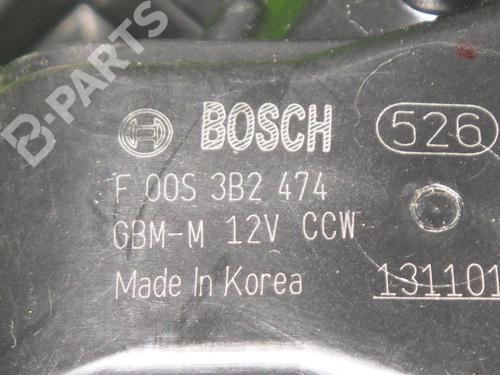 B-PARTS
BOSCH 526
F 00S 3B2 474
GBM-M 12V CCW
Made In Korea 131101